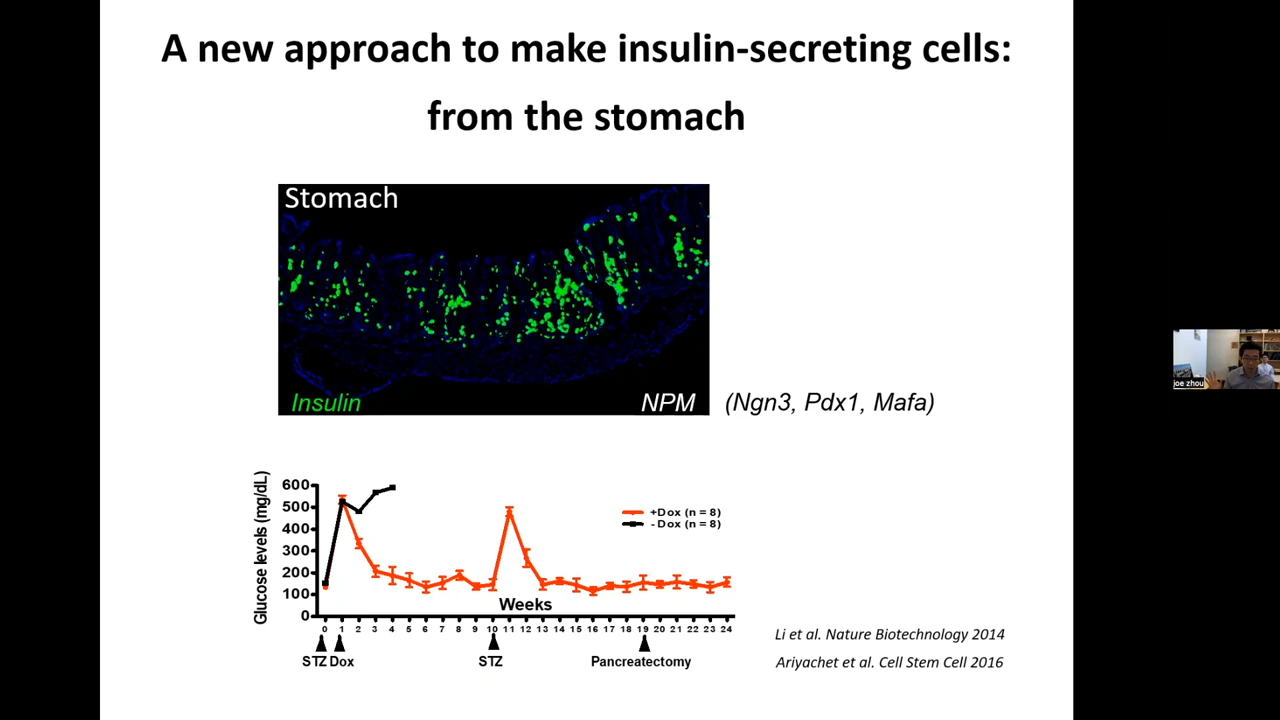 A new approach to make insulin-secreting cells:
from the stomach
Stomach
Insulin
NPM
(Ngn3, Pdx1, Mafa)
joe zhou
Glucose levels (mg/dL)
600
500
400
300
200
100
0
+Dox (n = 8)
- Dox (n = 8)
Weeks
0 1 2 3 4 5 6 7 8 9 10 11 12 13 14 15 16 17 18 19 20 21 22 23 24
STZ Dox
STZ
Pancreatectomy
Li et al. Nature Biotechnology 2014
Ariyachet et al. Cell Stem Cell 2016